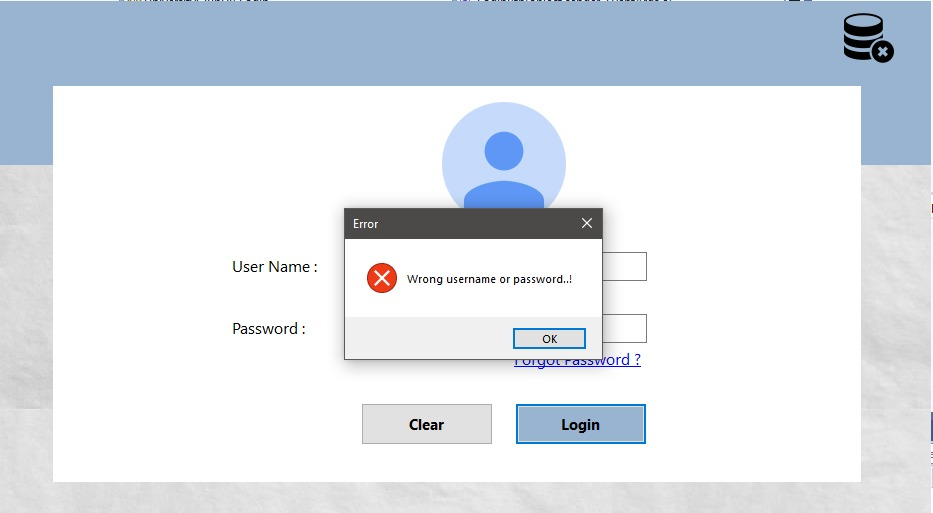 Error
User Name :
Wrong username or password..!
Password :
OK
Forgot Password ?
Clear
Login